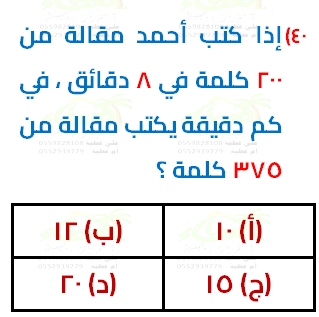 ٤٠) إذا كتب أحمد مقالة من
٢٠٠ كلمة في ٨ دقائق ، في
كم دقيقة يكتب مقالة من
٣٧٥ كلمة ؟
(أ) ١٠
(ب) ١٢
(ج) ١٥
(د) ٢٠